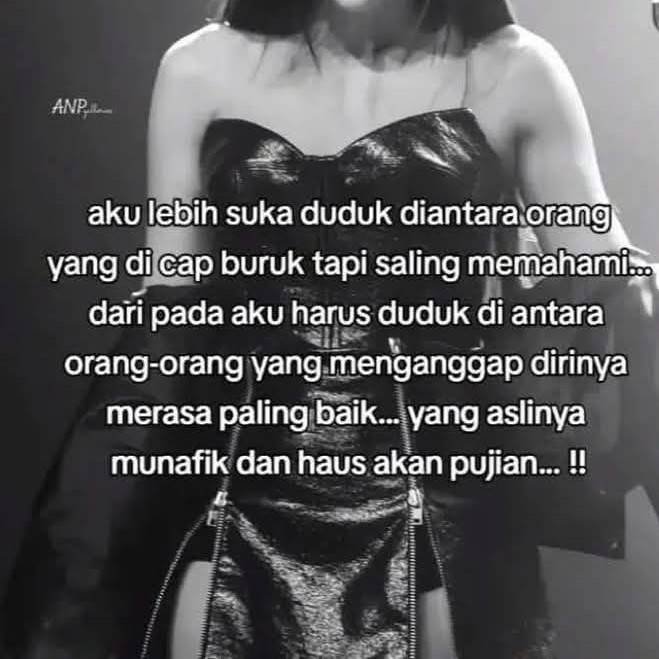 ANP
aku lebih suka duduk diantara orang
yang di cap buruk tapi saling memahami...
dari pada aku harus duduk di antara
orang-orang yang menganggap dirinya
merasa paling baik... yang aslinya
munafik dan haus akan pujian... !!